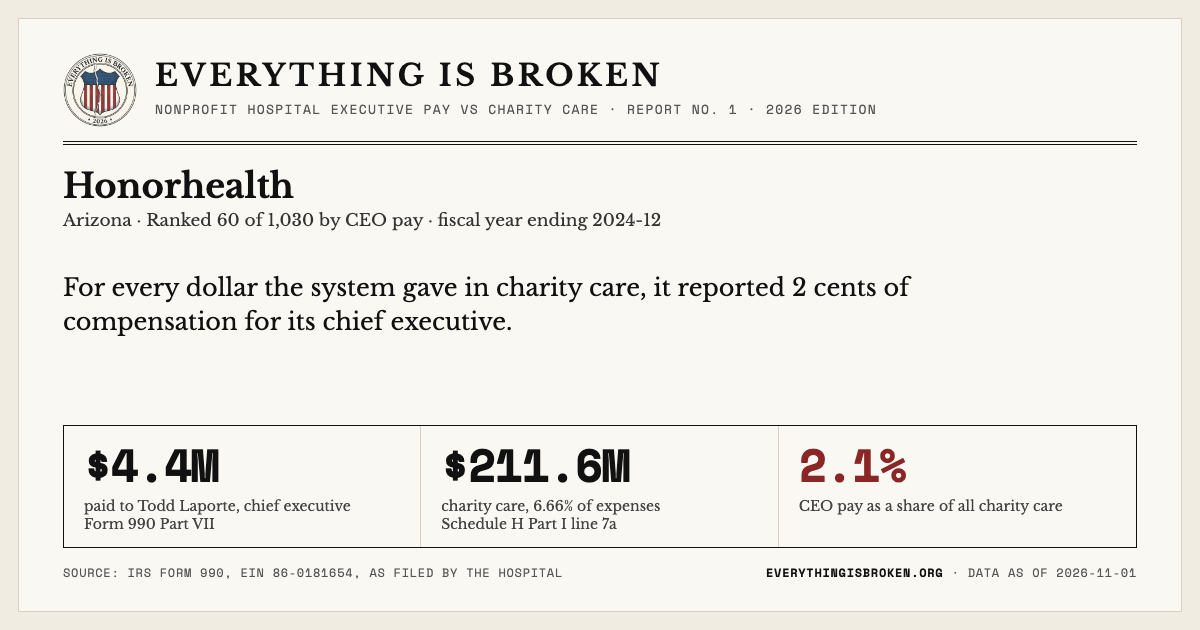 EVERYTHING IS BROKEN
· 2026 ·
EVERYTHING IS BROKEN
NONPROFIT HOSPITAL EXECUTIVE PAY VS CHARITY CARE · REPORT NO. 1 · 2026 EDITION
Honorhealth
Arizona · Ranked 60 of 1,030 by CEO pay · fiscal year ending 2024-12
For every dollar the system gave in charity care, it reported 2 cents of
compensation for its chief executive.
$4.4M
paid to Todd Laporte, chief executive
Form 990 Part VII
$211.6M
charity care, 6.66% of expenses
Schedule H Part I line 7a
2.1%
CEO pay as a share of all charity care
SOURCE: IRS FORM 990, EIN 86-0181654, AS FILED BY THE HOSPITAL
EVERYTHINGISBROKEN.ORG · DATA AS OF 2026-11-01